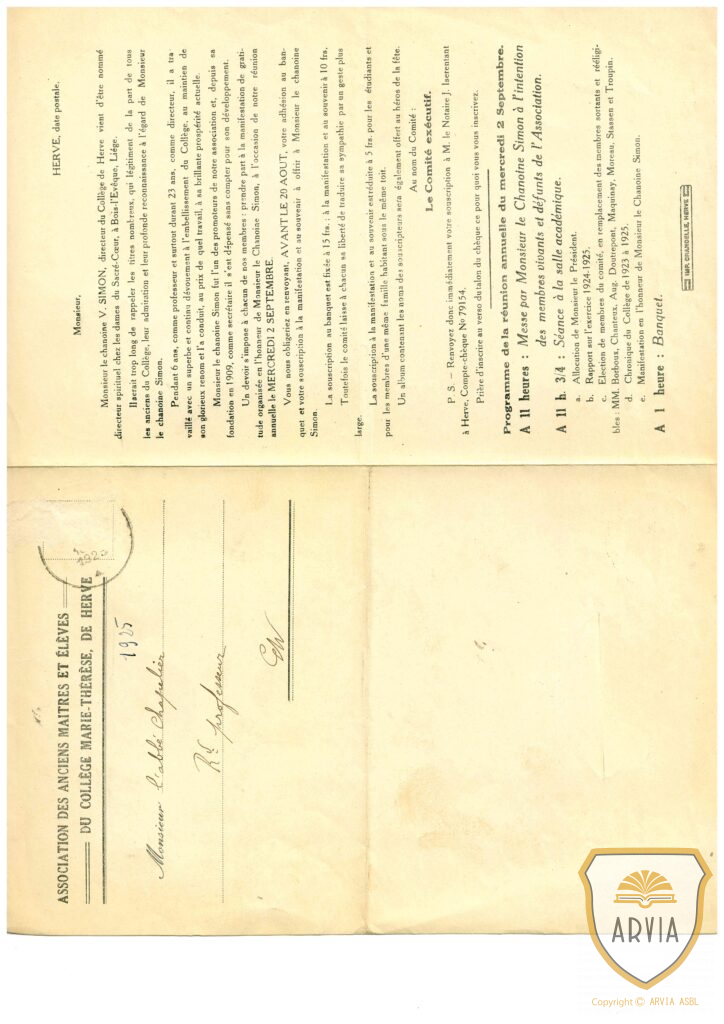 ASSOCIATION DES ANCIENS MAITRES ET ÉLÈVES
DU COLLÈGE MARIE-THÉRÈSE, DE HERVE
1925
1925
Monsieur l'abbé Chapelier
Rd professeur
HERVE, date postale.
Monsieur,
Monsieur le chanoine V. SIMON, directeur du Collège de Herve vient d'être nommé
directeur spirituel chez les dames du Sacré-Cœur, à Bois-l'Evêque, Liége.
Il serait trop long de rappeler les titres nombreux, qui légitiment de la part de tous
les anciens du Collège, leur admiration et leur profonde reconnaissance à l'égard de Monsieur
le chanoine Simon.
Pendant 6 ans, comme professeur et surtout durant 23 ans, comme directeur, il a tra-
vaillé avec un superbe et continu dévouement à l'embellissement du Collège, au maintien de
son glorieux renom et l'a conduit, au prix de quel travail, à sa brillante prospérité actuelle.
Monsieur le chanoine Simon fut l'un des promoteurs de notre association et, depuis sa
fondation en 1909, comme secrétaire il s'est dépensé sans compter pour son développement.
Un devoir s'impose à chacun de nos membres : prendre part à la manifestation de grati-
tude organisée en l'honneur de Monsieur le Chanoine Simon, à l'occasion de notre réunion
annuelle le MERCREDI 2 SEPTEMBRE.
Vous nous obligeriez en renvoyant, AVANT LE 20 AOUT, votre adhésion au ban-
quet et votre souscription à la manifestation et au souvenir à offrir à Monsieur le chanoine
Simon.
La souscription au banquet est fixée à 15 frs. ; à la manifestation et au souvenir à 10 frs.
Toutefois le comité laisse à chacun sa liberté de traduire sa sympathie par un geste plus
large.
La souscription à la manifestation et au souvenir est réduite à 5 frs pour les étudiants et
pour les membres d'une même famille habitant sous le même toit.
Un album contenant les noms des souscripteurs sera également offert au héros de la fête.
Au nom du Comité :
Le Comité exécutif.
P. S. — Renvoyez donc immédiatement votre souscription à M. le Notaire J. Iserentant
à Herve, Compte-chèque No 79154.
Prière d'inscrire au verso du talon du chèque ce pour quoi vous vous inscrivez.
Programme de la réunion annuelle du mercredi 2 Septembre.
A 11 heures : Messe par Monsieur le Chanoine Simon à l'intention
des membres vivants et défunts de l'Association.
A 11 h. 3/4 : Séance à la salle académique.
a. Allocution de Monsieur le Président.
b. Rapport sur l'exercice 1924-1925.
c. Election de membres du comité, en remplacement des membres sortants et rééligi-
bles : MM. Borboux, Chanteux, Aug. Doutrepont, Maquinay, Moreau, Stassen et Troupin.
d. Chronique du Collège de 1923 à 1925.
e. Manifestation en l'honneur de Monsieur le Chanoine Simon.
A 1 heure : Banquet.
IMP. CHANDELLE, HERVE
ARVIA
Copyright © ARVIA ASBL